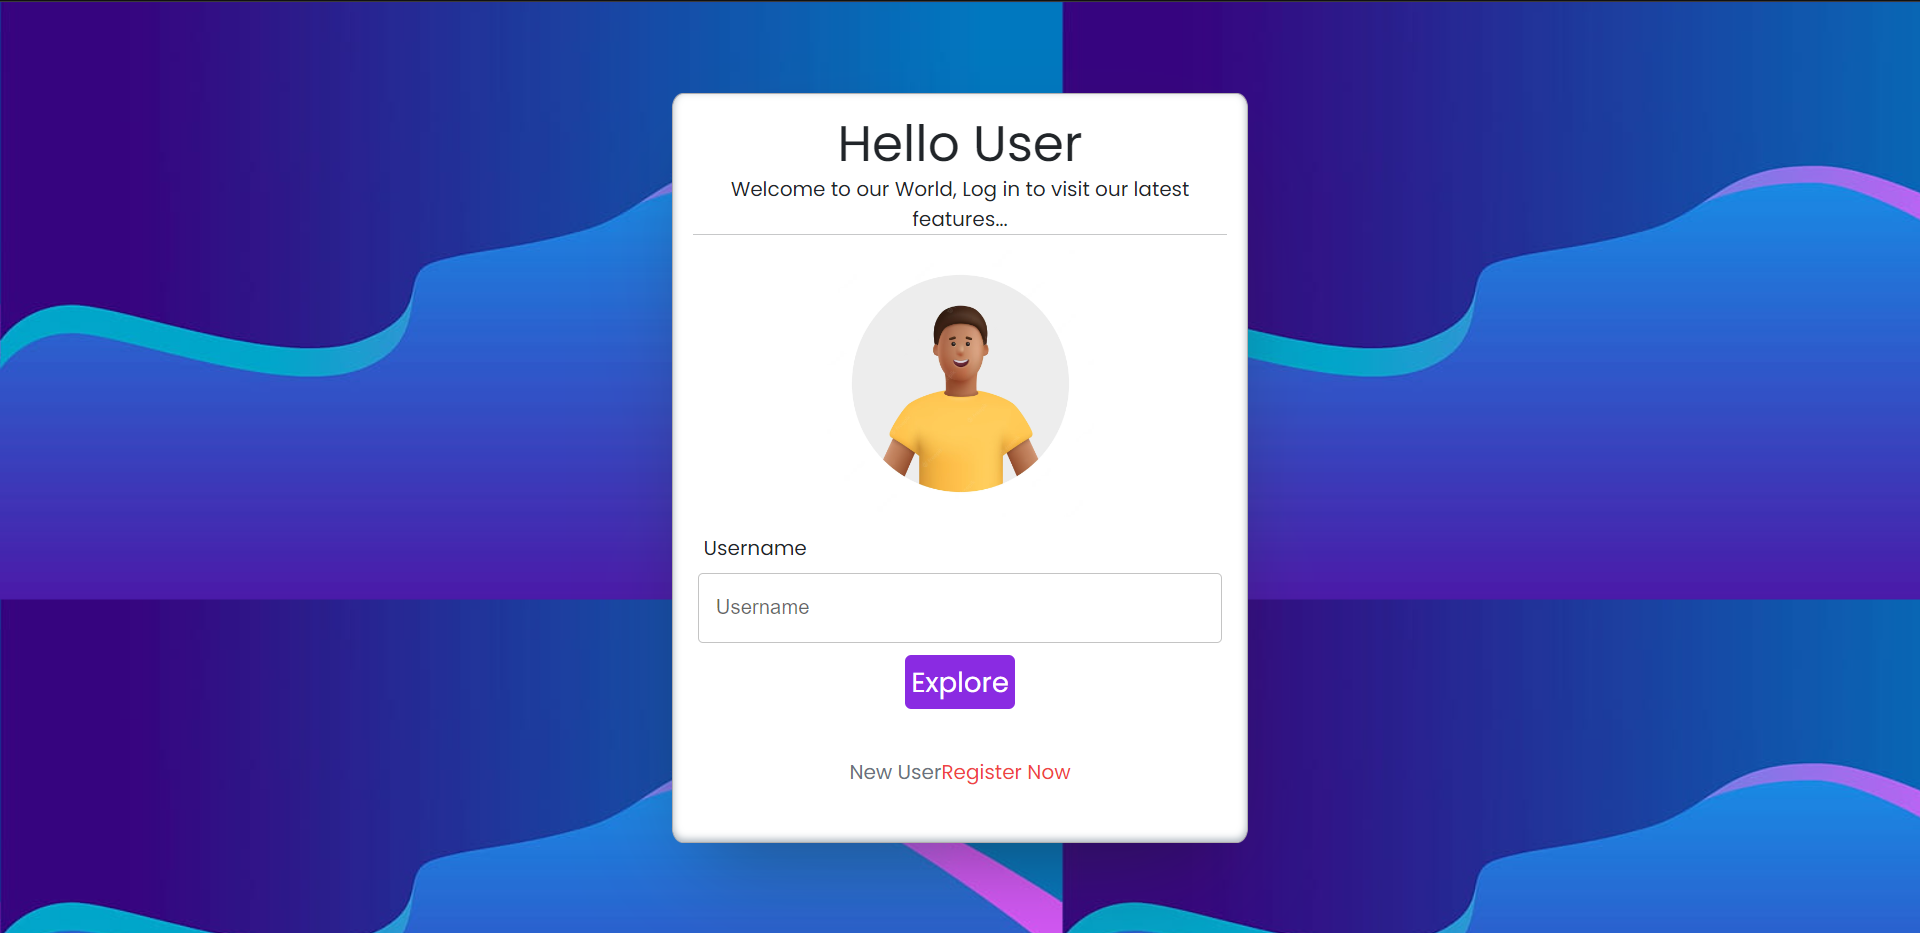 Hello User
Welcome to our World, Log in to visit our latest
features...
Username
Username
Explore
New UserRegister Now